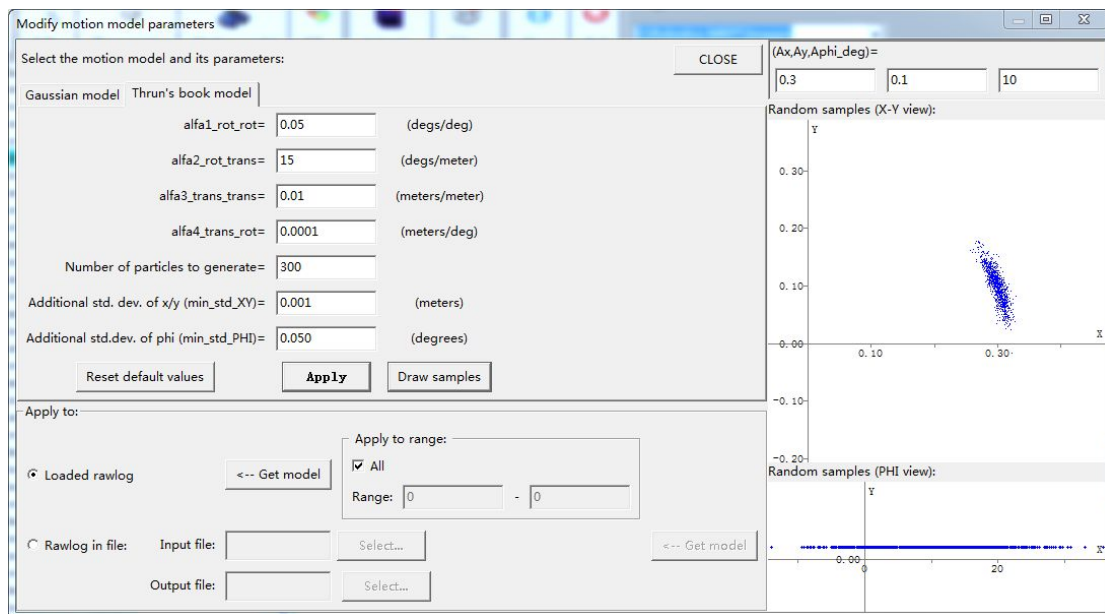 Modify motion model parameters
Select the motion model and its parameters:
CLOSE
Gaussian model Thrun's book model
alfa1_rot_rot= 0.05 (degs/deg)
alfa2_rot_trans= 15 (degs/meter)
alfa3_trans_trans= 0.01 (meters/meter)
alfa4_trans_rot= 0.0001 (meters/deg)
Number of particles to generate= 300
Additional std. dev. of x/y (min_std_XY)= 0.001 (meters)
Additional std.dev. of phi (min_std_PHI)= 0.050 (degrees)
Reset default values Apply Draw samples
Apply to:
Loaded rawlog
<-- Get model
Apply to range:
All
Range: 0 - 0
Rawlog in file: Input file: Select... <-- Get model
Output file: Select...
(Ax,Ay,Aphi_deg)=
0.3 0.1 10
Random samples (X-Y view):
Y
0.30
0.20
0.10
0.00
X
0.10 0.30
-0.10
-0.20
Random samples (PHI view):
Y
X
0.00
0 20